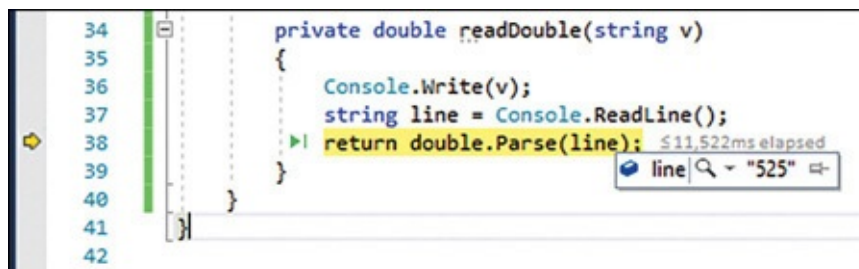 34 private double readDouble(string v)
35 {
36 Console.Write(v);
37 string line = Console.ReadLine();
38 return double.Parse(line); ≤11,522ms elapsed
line "525"
39 }
40 }
41 }
42